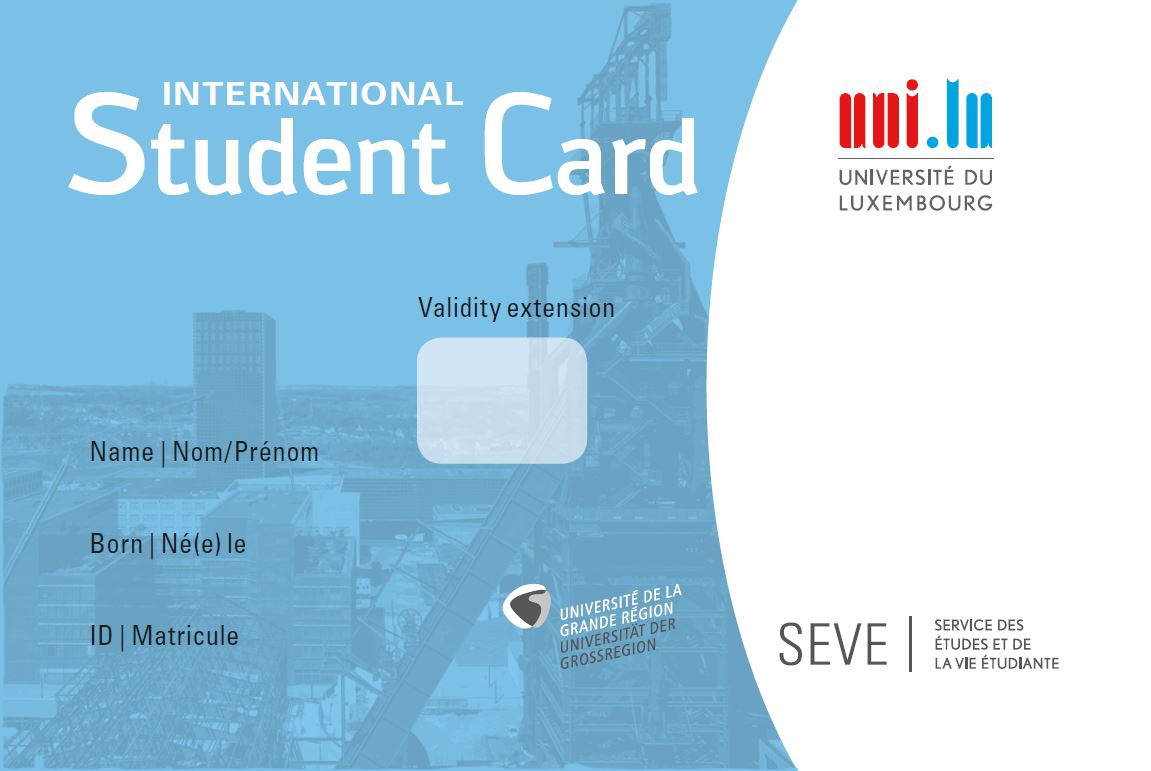 INTERNATIONAL
Student Card
uni.lu
UNIVERSITÉ DU
LUXEMBOURG
Validity extension
Name | Nom/Prénom
Born | Né(e) le
ID | Matricule
UNIVERSITÉ DE LA
GRANDE RÉGION
UNIVERSITÄT DER
GROSSREGION
SEVE
SERVICE DES
ÉTUDES ET DE
LA VIE ÉTUDIANTE